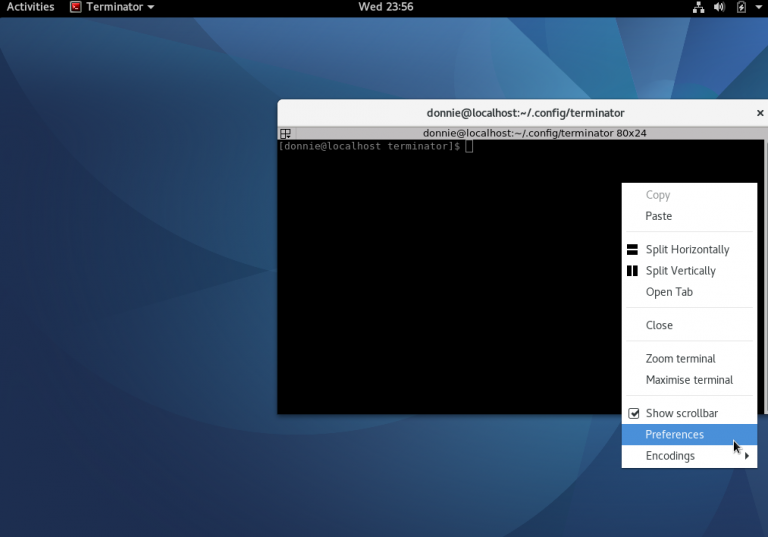 Activities Terminator Wed 23:56
donnie@localhost:~/.config/terminator ×
donnie@localhost:~/.config/terminator 80x24
[donnie@localhost terminator]$
Copy
Paste
Split Horizontally
Split Vertically
Open Tab
Close
Zoom terminal
Maximise terminal
Show scrollbar
Preferences
Encodings